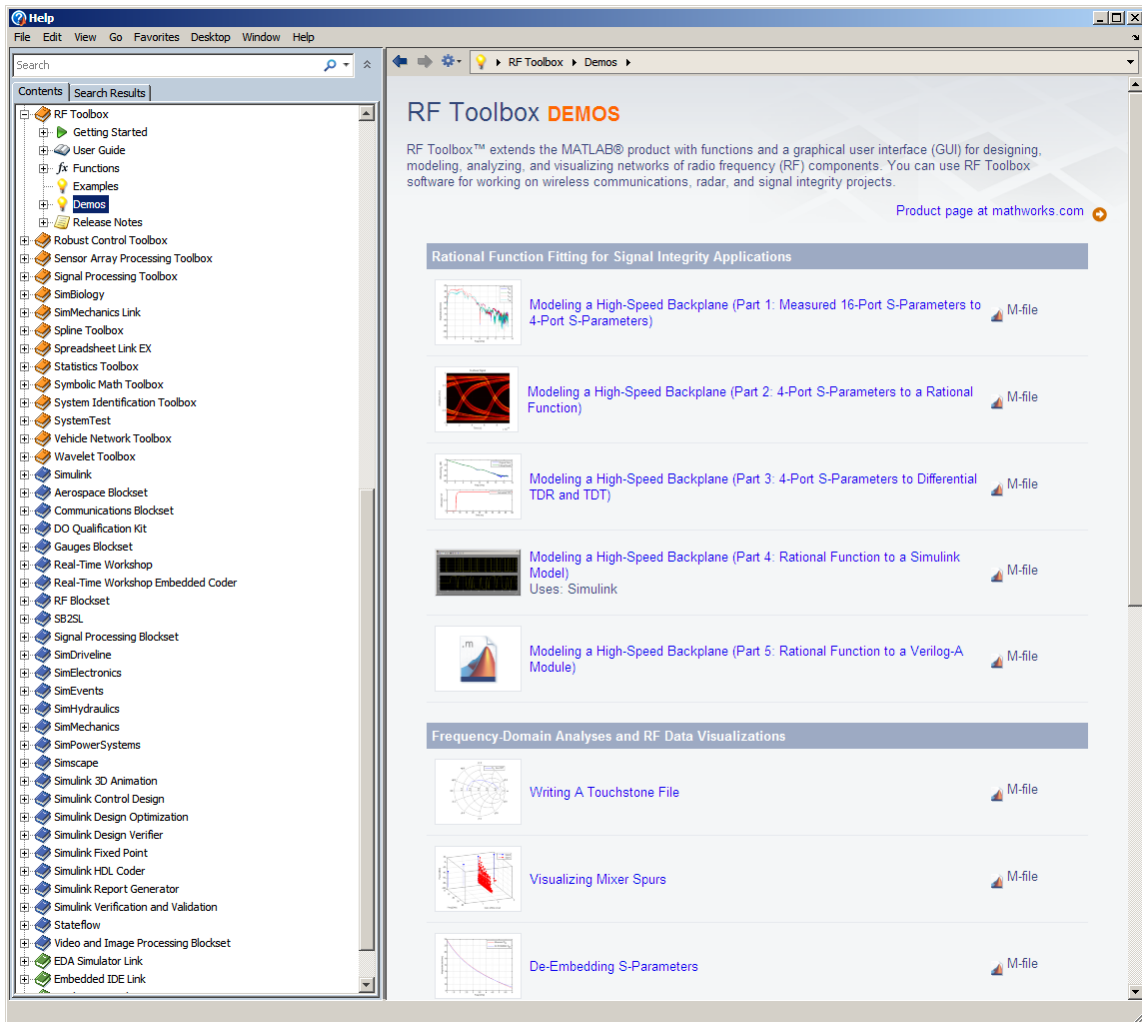 Help
File Edit View Go Favorites Desktop Window Help
Search
Contents
Search Results
RF Toolbox
Getting Started
User Guide
fx Functions
Examples
Demos
Release Notes
Robust Control Toolbox
Sensor Array Processing Toolbox
Signal Processing Toolbox
SimBiology
SimMechanics Link
Spline Toolbox
Spreadsheet Link EX
Statistics Toolbox
Symbolic Math Toolbox
System Identification Toolbox
SystemTest
Vehicle Network Toolbox
Wavelet Toolbox
Simulink
Aerospace Blockset
Communications Blockset
DO Qualification Kit
Gauges Blockset
Real-Time Workshop
Real-Time Workshop Embedded Coder
RF Blockset
SB2SL
Signal Processing Blockset
SimDriveline
SimElectronics
SimEvents
SimHydraulics
SimMechanics
SimPowerSystems
Simscape
Simulink 3D Animation
Simulink Control Design
Simulink Design Optimization
Simulink Design Verifier
Simulink Fixed Point
Simulink HDL Coder
Simulink Report Generator
Simulink Verification and Validation
Stateflow
Video and Image Processing Blockset
EDA Simulator Link
Embedded IDE Link
RF Toolbox Demos
RF Toolbox DEMOS
RF Toolbox™ extends the MATLAB® product with functions and a graphical user interface (GUI) for designing,
modeling, analyzing, and visualizing networks of radio frequency (RF) components. You can use RF Toolbox
software for working on wireless communications, radar, and signal integrity projects.
Product page at mathworks.com
Rational Function Fitting for Signal Integrity Applications
Modeling a High-Speed Backplane (Part 1: Measured 16-Port S-Parameters to
4-Port S-Parameters)
M-file
Modeling a High-Speed Backplane (Part 2: 4-Port S-Parameters to a Rational
Function)
M-file
Modeling a High-Speed Backplane (Part 3: 4-Port S-Parameters to Differential
TDR and TDT)
M-file
Modeling a High-Speed Backplane (Part 4: Rational Function to a Simulink
Model)
Uses: Simulink
M-file
.m
Modeling a High-Speed Backplane (Part 5: Rational Function to a Verilog-A
Module)
M-file
Frequency-Domain Analyses and RF Data Visualizations
Writing A Touchstone File
M-file
Visualizing Mixer Spurs
M-file
De-Embedding S-Parameters
M-file